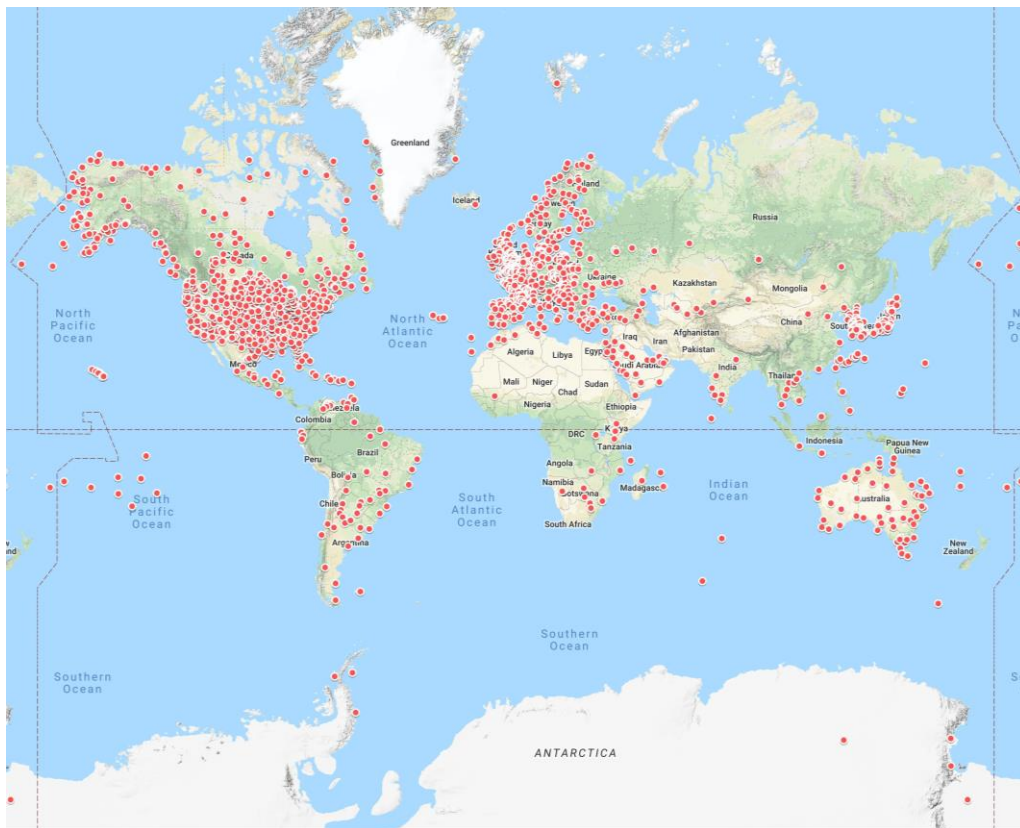 Greenland
Iceland
Russia
Canada
Ukraine
Kazakhstan
Mongolia
North
Pacific
Ocean
North
Atlantic
Ocean
China
Iraq
Iran
Afghanistan
Pakistan
Algeria
Libya
Mexico
India
Mali
Niger
Chad
Sudan
Nigeria
Ethiopia
Colombia
DRC
Tanzania
Indonesia
Papua New
Guinea
Peru
Brazil
Angola
Namibia
Indian
Ocean
South
Pacific
Ocean
Chile
South
Atlantic
Ocean
Australia
South Africa
New
Zealand
Southern
Ocean
Southern
Ocean
ANTARCTICA